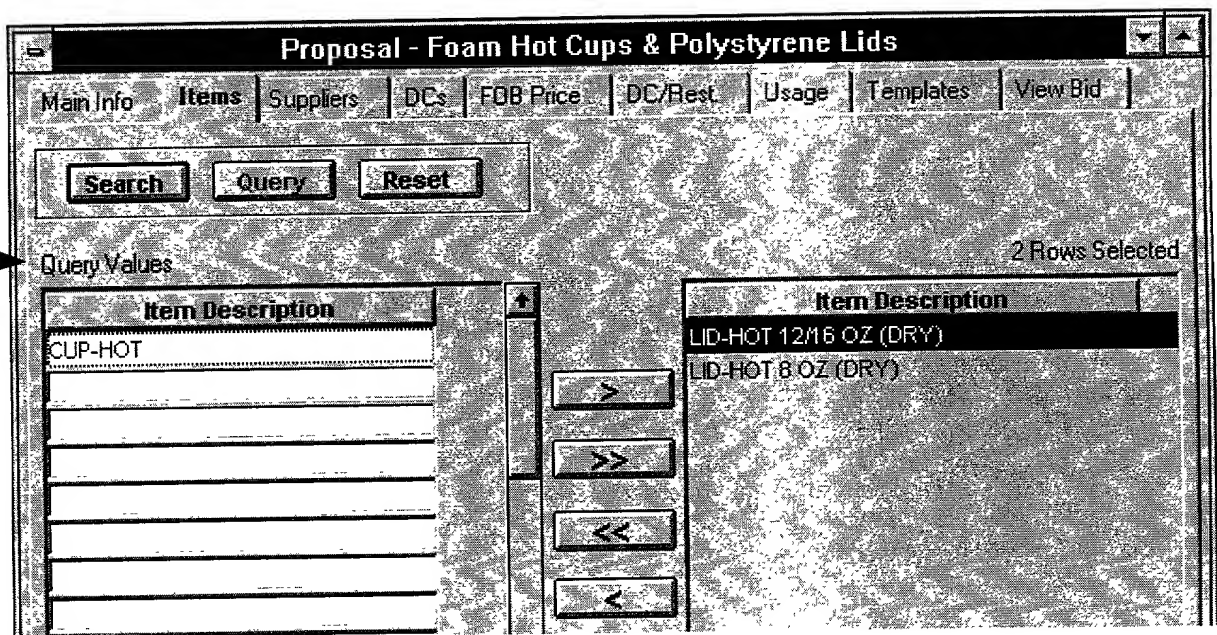 Proposal - Foam Hot Cups & Polystyrene Lids
Main Info Items Suppliers DCs FOB Price DC/Rest. Usage Templates View Bid
Search Query Reset
2 Rows Selected
Query Values
Item Description Item Description
CUP-HOT LID-HOT 12/16 OZ (DRY)
LID-HOT 8 OZ (DRY)
>
>>
<<
<